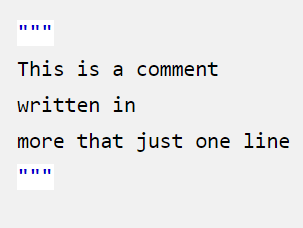 """
This is a comment
written in
more that just one line
"""